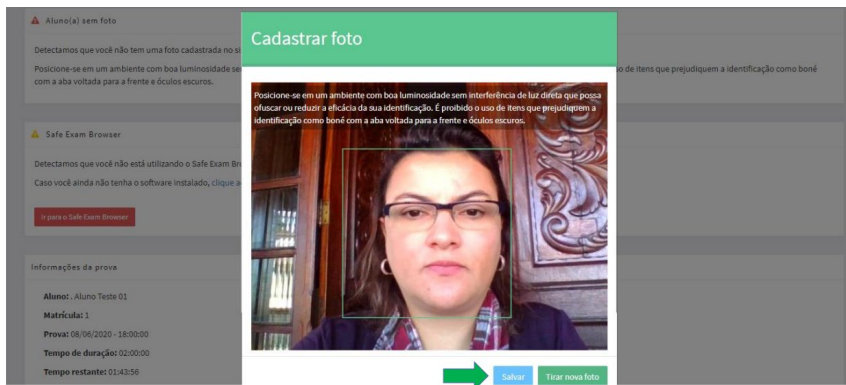 Aluno(a) sem foto
Detectamos que você não tem uma foto cadastrada no si
Posicione-se em um ambiente com boa luminosidade se
so de itens que prejudiquem a identificação como boné
com a aba voltada para a frente e óculos escuros.
Safe Exam Browser
Detectamos que você não está utilizando o Safe Exam Br
Caso você ainda não tenha o software instalado, clique a
Ir para o Safe Exam Browser
Informações da prova
Aluno: . Aluno Teste 01
Matrícula: 1
Prova: 08/06/2020 - 18:00:00
Tempo de duração: 02:00:00
Tempo restante: 01:43:56
Cadastrar foto
Posicione-se em um ambiente com boa luminosidade sem interferência de luz direta que possa
ofuscar ou reduzir a eficácia da sua identificação. É proibido o uso de itens que prejudiquem a
identificação como boné com a aba voltada para a frente e óculos escuros.
Salvar
Tirar nova foto